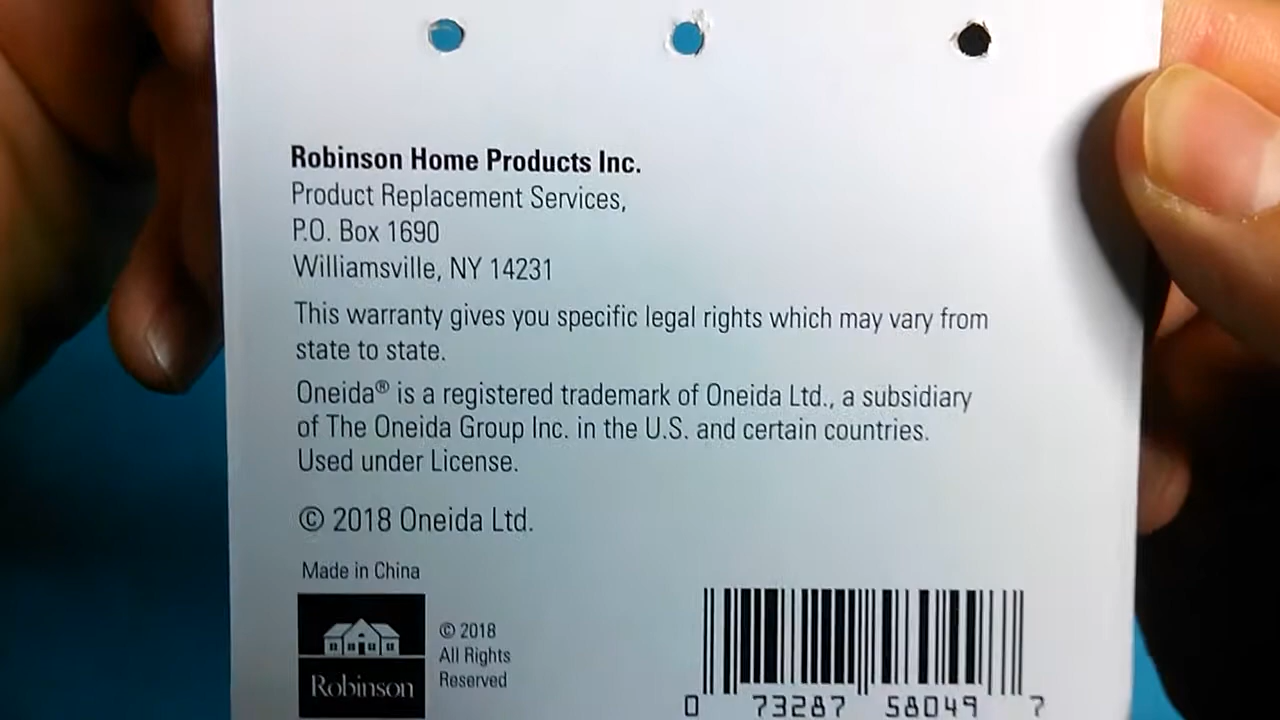 Robinson Home Products Inc.
Product Replacement Services,
P.O. Box 1690
Williamsville, NY 14231
This warranty gives you specific legal rights which may vary from
state to state.
Oneida® is a registered trademark of Oneida Ltd., a subsidiary
of The Oneida Group Inc. in the U.S. and certain countries.
Used under License.
© 2018 Oneida Ltd.
Made in China
Robinson
© 2018
All Rights
Reserved
0 73287 58049 7